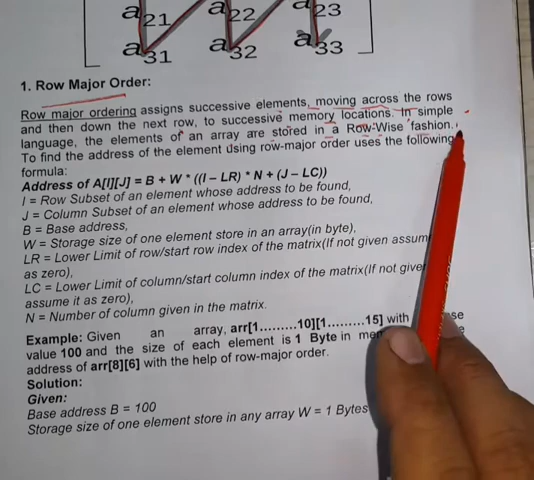 a21 a22 a23
a31 a32 a33
1. Row Major Order:
Row major ordering assigns successive elements, moving across the rows
and then down the next row, to successive memory locations. In simple
language, the elements of an array are stored in a Row-Wise fashion.
To find the address of the element using row-major order uses the following
formula:
Address of A[I][J] = B + W * ((I – LR) * N + (J – LC))
I = Row Subset of an element whose address to be found,
J = Column Subset of an element whose address to be found,
B = Base address,
W = Storage size of one element store in an array(in byte),
LR = Lower Limit of row/start row index of the matrix(If not given assum
as zero),
LC = Lower Limit of column/start column index of the matrix(If not give
assume it as zero),
N = Number of column given in the matrix.
Example: Given an array, arr[1.........10][1.........15] with se
value 100 and the size of each element is 1 Byte in me
address of arr[8][6] with the help of row-major order.
Solution:
Given:
Base address B = 100
Storage size of one element store in any array W = 1 Bytes